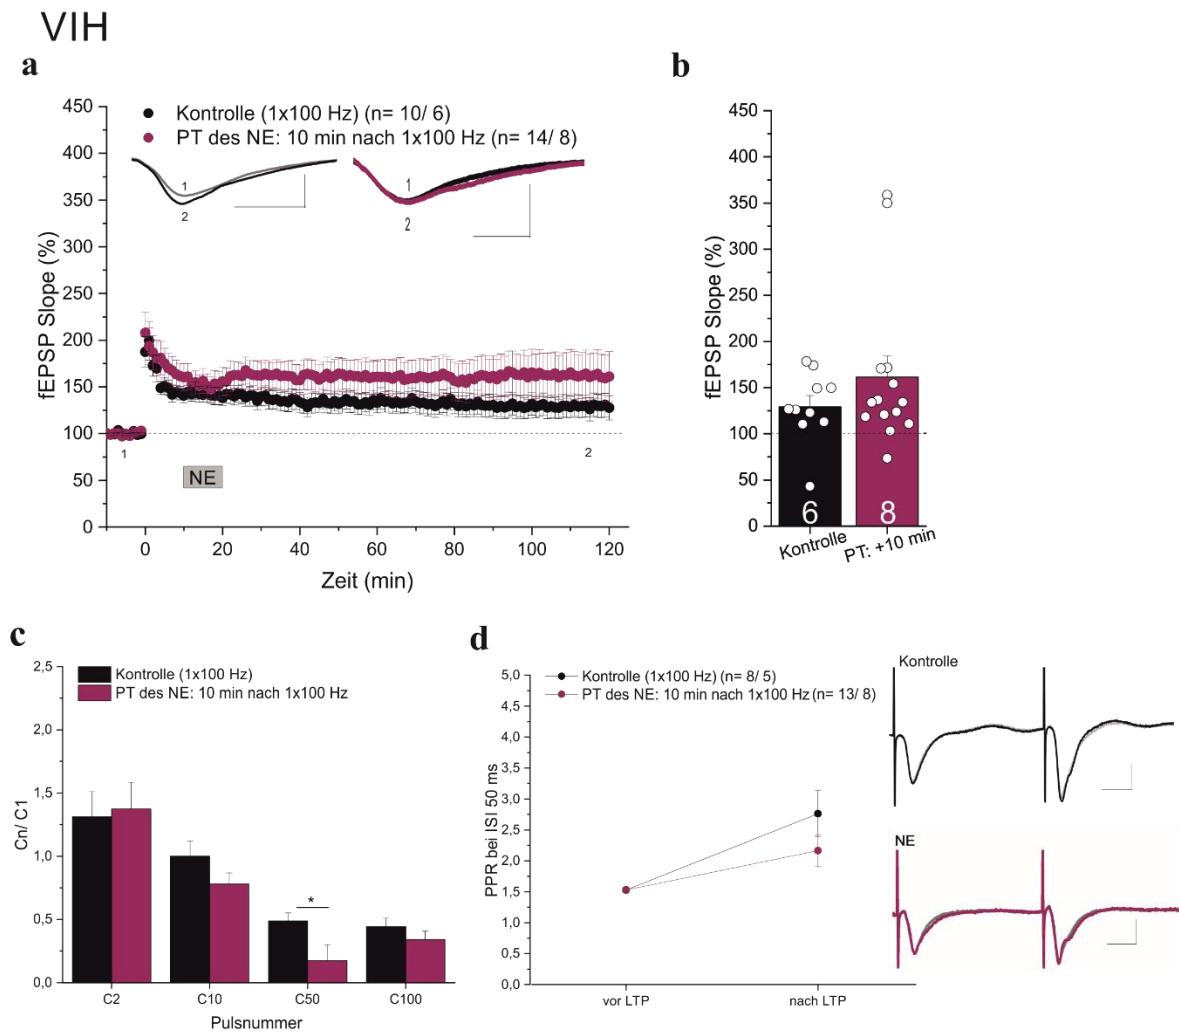 VIH
a
450
400
350
300
250
200
150
100
50
0
fEPSP Slope (%)
Kontrolle (1x100 Hz) (n= 10/ 6)
PT des NE: 10 min nach 1x100 Hz (n= 14/ 8)
1
2
1
2
1
2
NE
0
20
40
60
80
100
120
Zeit (min)
b
450
400
350
300
250
200
150
100
50
0
fEPSP Slope (%)
6
8
Kontrolle
PT: +10 min
c
2,5
2,0
1,5
1,0
0,5
0,0
Cn/ C1
Kontrolle (1x100 Hz)
PT des NE: 10 min nach 1x100 Hz
*
C2
C10
C50
C100
Pulsnummer
d
5,0
4,5
4,0
3,5
3,0
2,5
2,0
1,5
1,0
0,5
0,0
PPR bei ISI 50 ms
Kontrolle (1x100 Hz) (n= 8/ 5)
PT des NE: 10 min nach 1x100 Hz (n= 13/ 8)
vor LTP
nach LTP
Kontrolle
NE